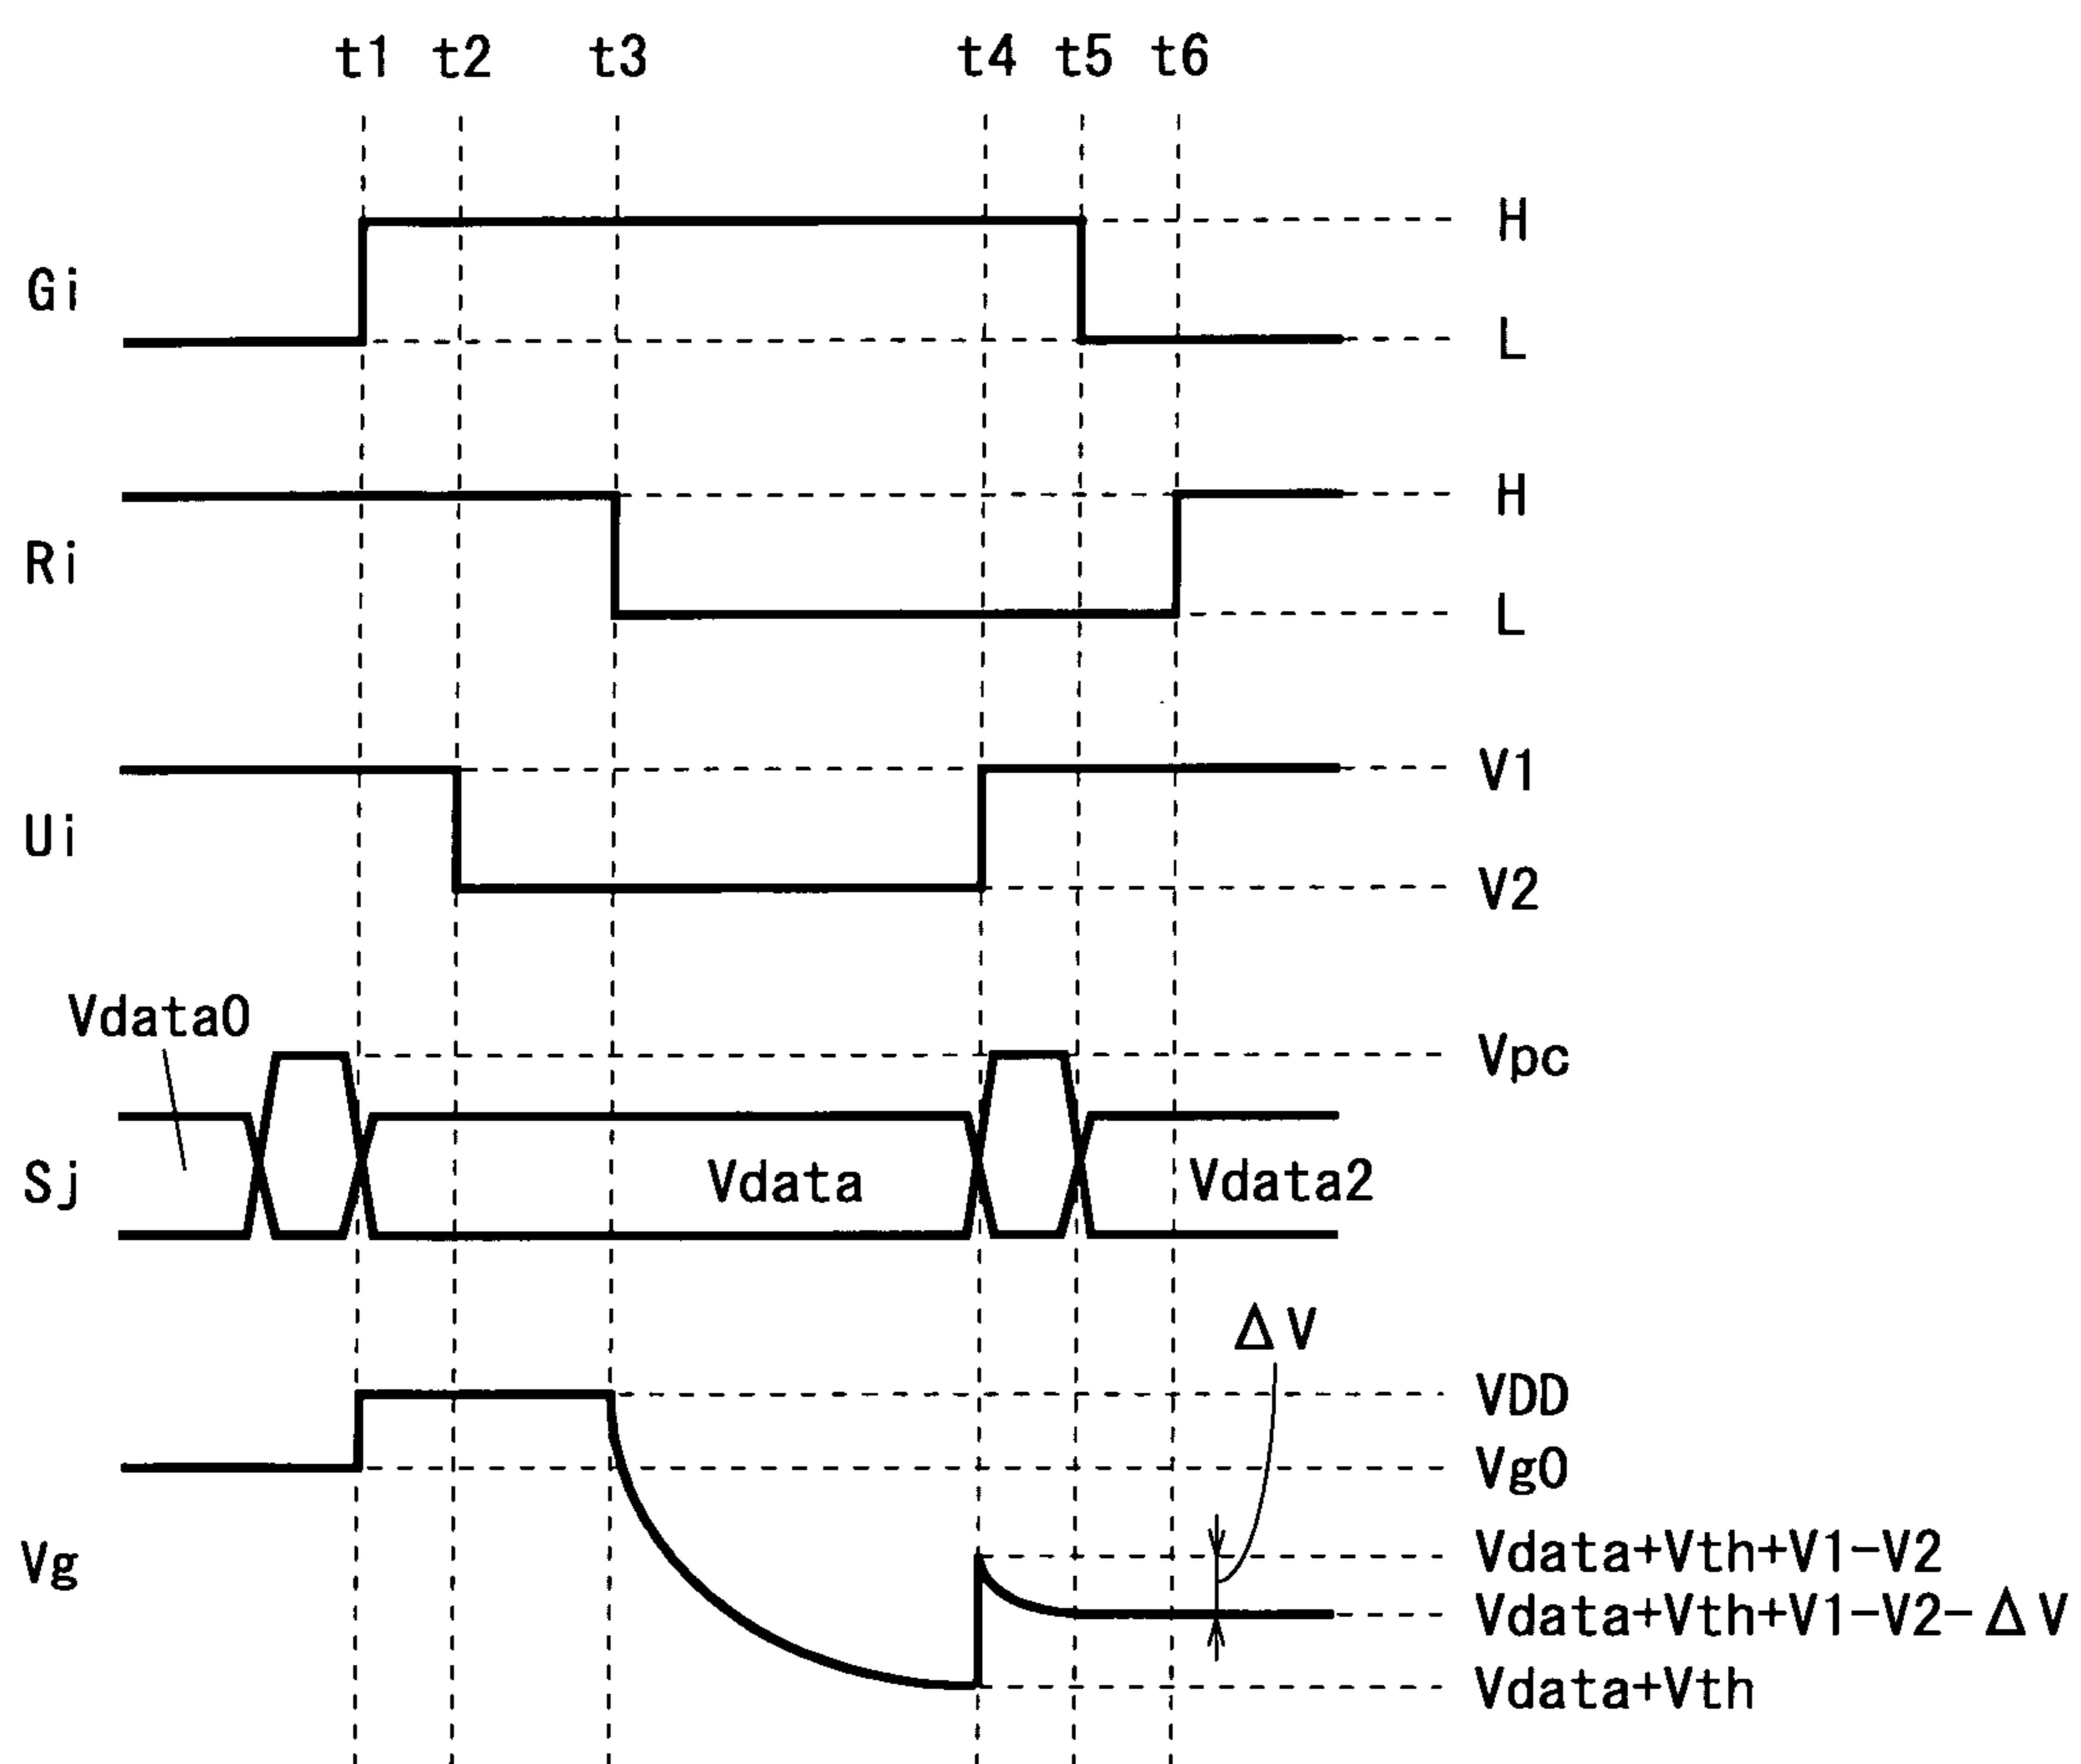 t1 t2 t3 t4 t5 t6
H
Gi
L
H
Ri
L
V1
Ui
V2
Vdata0
Vpc
Sj
Vdata
Vdata2
ΔV
VDD
Vg0
Vg
Vdata+Vth+V1-V2
Vdata+Vth+V1-V2-ΔV
Vdata+Vth